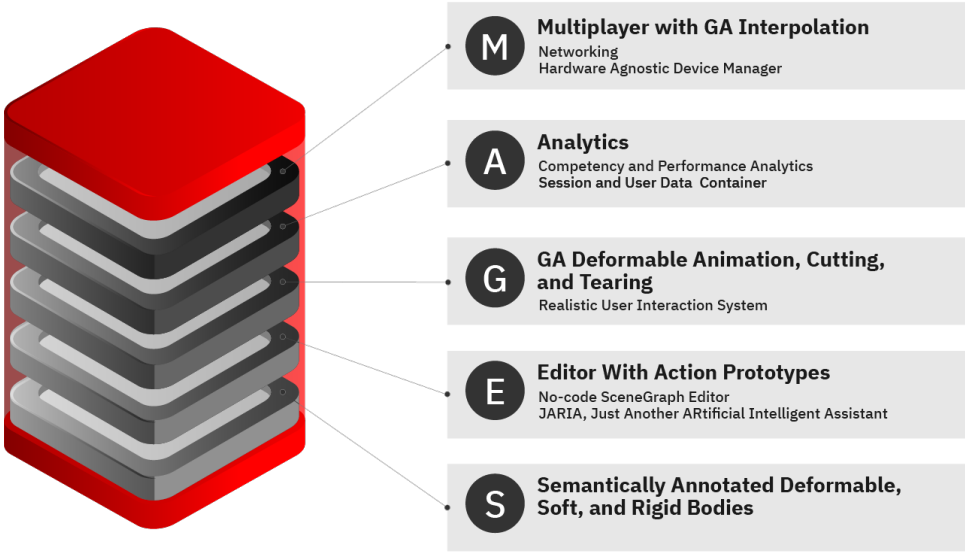 M
Multiplayer with GA Interpolation
Networking
Hardware Agnostic Device Manager
A
Analytics
Competency and Performance Analytics
Session and User Data Container
G
GA Deformable Animation, Cutting,
and Tearing
Realistic User Interaction System
E
Editor With Action Prototypes
No-code SceneGraph Editor
JARIA, Just Another ARtificial Intelligent Assistant
S
Semantically Annotated Deformable,
Soft, and Rigid Bodies